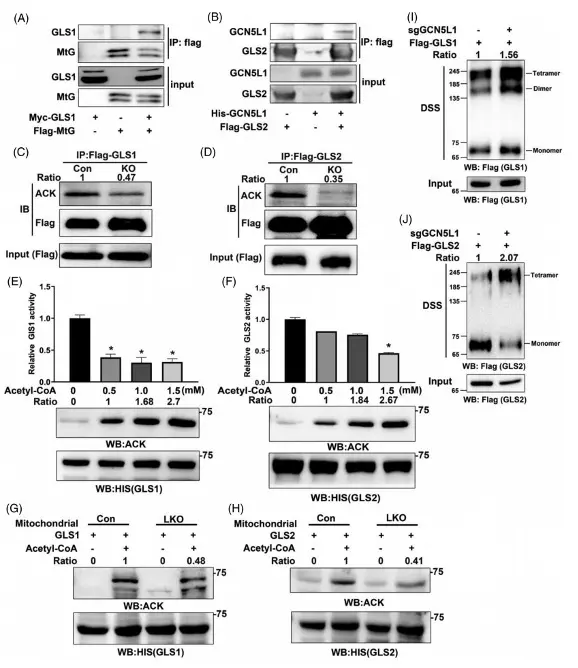 (A)
GLS1
MtG
IP: flag
GLS1
MtG
input
Myc-GLS1 + - +
Flag-MtG - + +
(B)
GCN5L1
GLS2
IP: flag
GCN5L1
GLS2
input
His-GCN5L1 - + +
Flag-GLS2 + - +
(C)
IP:Flag-GLS1
Con KO
Ratio 1 0.47
ACK
Flag
IB
Input (Flag)
(D)
IP:Flag-GLS2
Con KO
Ratio 1 0.35
ACK
Flag
IB
Input (Flag)
(E)
Relative GlS1 activity
1.5
1.0
0.5
0.0
* * *
Acetyl-CoA 0 0.5 1.0 1.5 (mM)
Ratio 0 1 1.68 2.7
-75
WB:ACK
WB:HIS(GLS1)
(F)
Relative GLS2 activity
1.5
1.0
0.5
0.0
*
Acetyl-CoA 0 0.5 1.0 1.5 (mM)
Ratio 0 1 1.84 2.67
-75
WB:ACK
-75
WB:HIS(GLS2)
(G)
Mitochondrial Con LKO
GLS1 + + + +
Acetyl-CoA - + - +
Ratio 0 1 0 0.48
-75
WB:ACK
-75
WB:HIS(GLS1)
(H)
Mitochondrial Con LKO
GLS2 + + + +
Acetyl-CoA - + - +
Ratio 0 1 0 0.41
-75
WB:ACK
-75
WB:HIS(GLS2)
(I)
sgGCN5L1 - +
Flag-GLS1 + +
Ratio 1 1.56
DSS
245
185
135
75
65
Tetramer
Dimer
Monomer
WB: Flag (GLS1)
Input
65
WB: Flag (GLS1)
(J)
sgGCN5L1 - +
Flag-GLS2 + +
Ratio 1 2.07
DSS
245
185
135
75
65
Tetramer
Monomer
WB: Flag (GLS2)
Input
65
WB: Flag (GLS2)